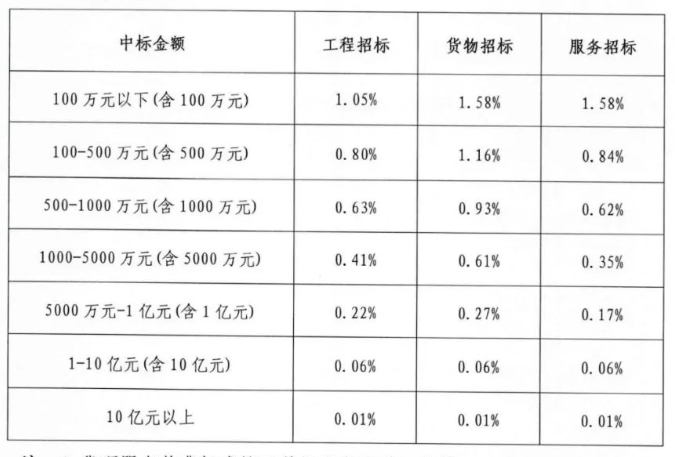 中标金额 工程招标 货物招标 服务招标
100 万元以下(含 100 万元) 1.05% 1.58% 1.58%
100-500 万元(含 500 万元) 0.80% 1.16% 0.84%
500-1000 万元(含 1000 万元) 0.63% 0.93% 0.62%
1000-5000 万元(含 5000 万元) 0.41% 0.61% 0.35%
5000 万元-1 亿元(含 1 亿元) 0.22% 0.27% 0.17%
1-10 亿元(含 10 亿元) 0.06% 0.06% 0.06%
10 亿元以上 0.01% 0.01% 0.01%